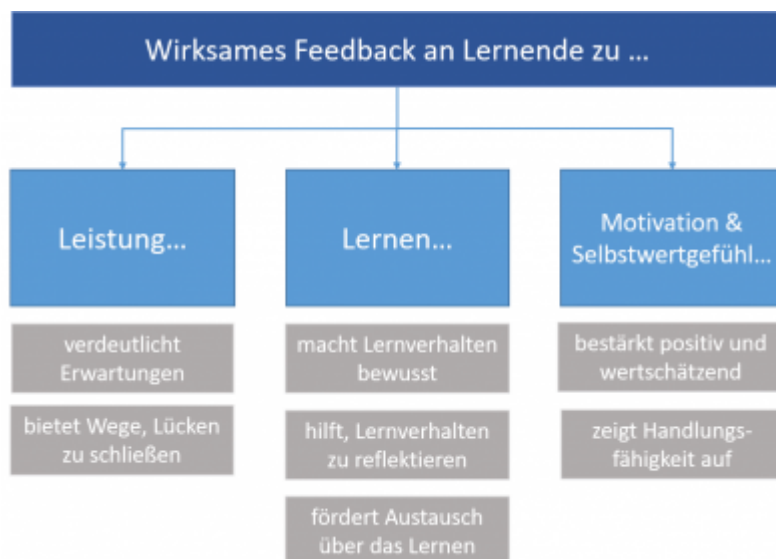 Wirksames Feedback an Lernende zu ...
Leistung...
verdeutlicht
Erwartungen
bietet Wege, Lücken
zu schließen
Lernen...
macht Lernverhalten
bewusst
hilft, Lernverhalten
zu reflektieren
fördert Austausch
über das Lernen
Motivation &
Selbstwertgefühl...
bestärkt positiv und
wertschätzend
zeigt Handlungs-
fähigkeit auf